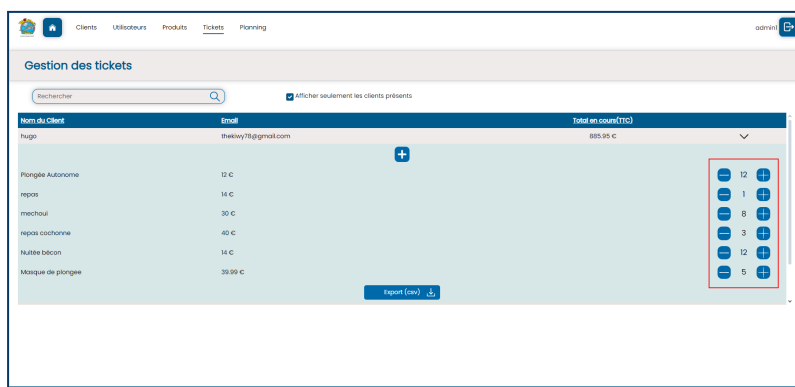 Clients Utilisateurs Produits Tickets Planning admin1
Gestion des tickets
Rechercher Afficher seulement les clients présents
Nom du Client Email Total en cours(TTC)
hugo thekiwy78@gmail.com 885.95 €
Plongée Autonome 12 € 12
repas 14 € 1
mechoui 30 € 8
repas cochonne 40 € 3
Nuitée bécon 14 € 12
Masque de plongee 39.99 € 5
Export (csv)